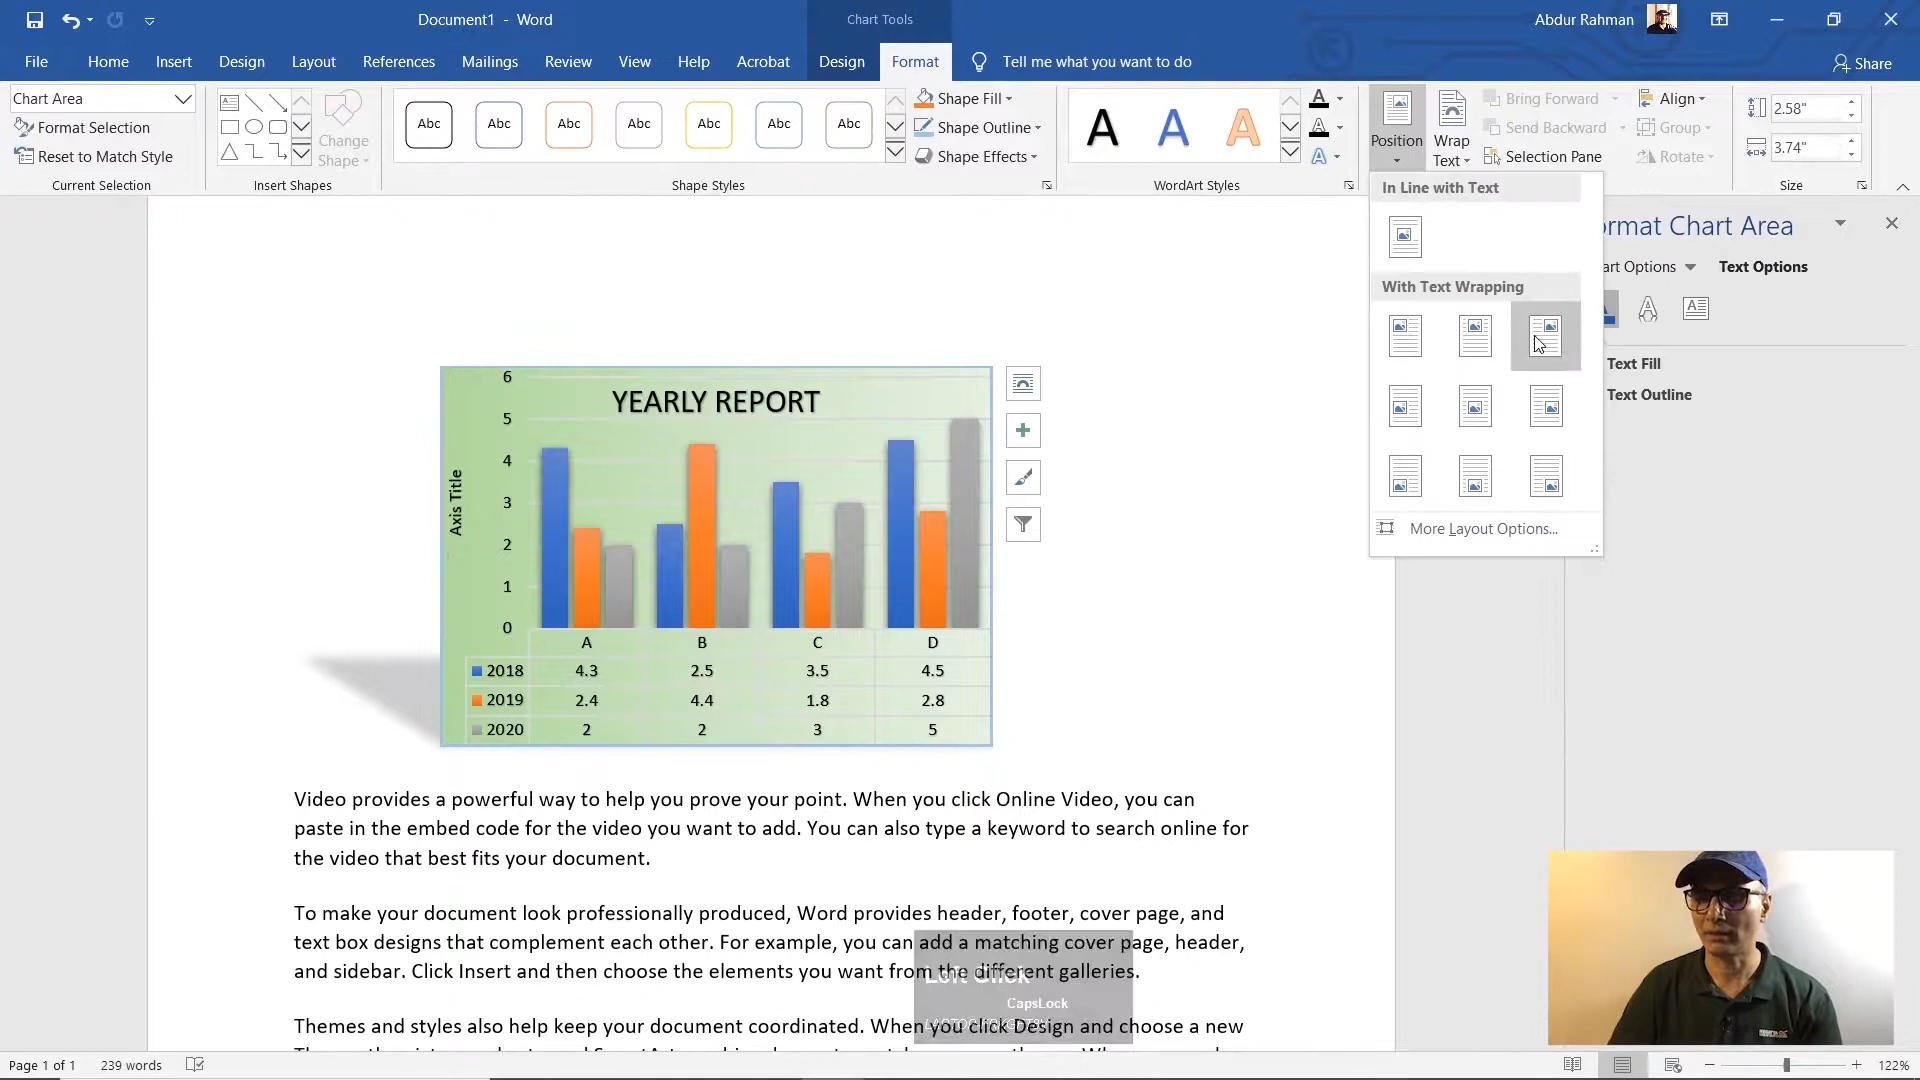 Document1 - Word
Chart Tools
Abdur Rahman
File Home Insert Design Layout References Mailings Review View Help Acrobat Design Format Tell me what you want to do Share
Chart Area
Format Selection
Reset to Match Style
Current Selection
Change
Shape
Insert Shapes
Abc Abc Abc Abc Abc Abc Abc
Shape Fill
Shape Outline
Shape Effects
Shape Styles
A A A
A
A
A
WordArt Styles
Position
Wrap
Text
Bring Forward
Send Backward
Selection Pane
Align
Group
Rotate
2.58"
3.74"
Size
In Line with Text
With Text Wrapping
More Layout Options...
ormat Chart Area
art Options Text Options
Text Fill
Text Outline
YEARLY REPORT
Axis Title
6
5
4
3
2
1
0
A B C D
2018 4.3 2.5 3.5 4.5
2019 2.4 4.4 1.8 2.8
2020 2 2 3 5
Video provides a powerful way to help you prove your point. When you click Online Video, you can
paste in the embed code for the video you want to add. You can also type a keyword to search online for
the video that best fits your document.
To make your document look professionally produced, Word provides header, footer, cover page, and
text box designs that complement each other. For example, you can add a matching cover page, header,
and sidebar. Click Insert and then choose the elements you want from the different galleries.
Left Click
CapsLock
Themes and styles also help keep your document coordinated. When you click Design and choose a new
Page 1 of 1 239 words
122%